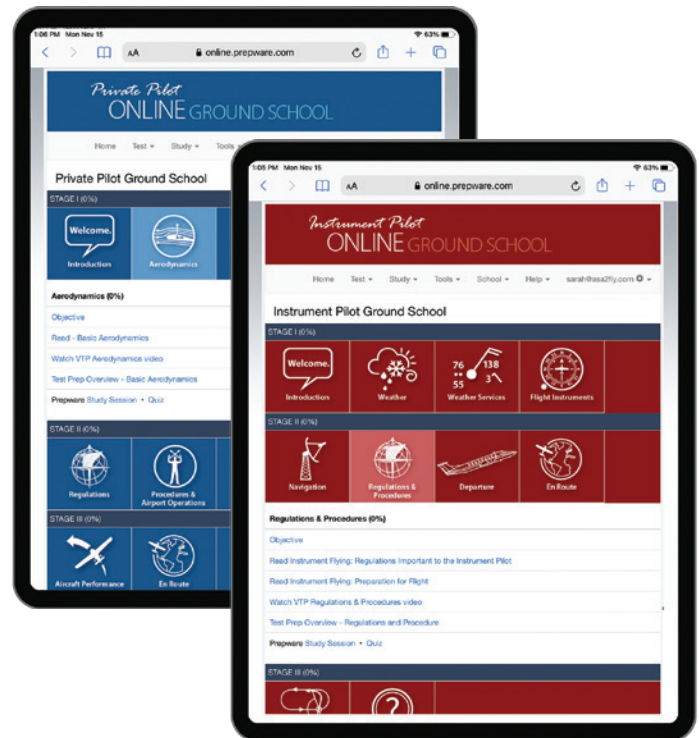 1:06 PM Mon Nov 15
63%
AA
online.prepware.com
Private Pilot
ONLINE GROUND SCHOOL
Home Test Study Tools
Private Pilot Ground School
STAGE I (0%)
Welcome.
Introduction
Aerodynamics
Aerodynamics (0%)
Objective
Read - Basic Aerodynamics
Watch VTP Aerodynamics video
Test Prep Overview – Basic Aerodynamics
Prepware Study Session • Quiz
STAGE II (0%)
Regulations
Procedures &
Airport Operations
STAGE III (0%)
Aircraft Performance
En Route
1:05 PM Mon Nov 15
63%
AA
online.prepware.com
Instrument Pilot
ONLINE GROUND SCHOOL
Home Test Study Tools School Help sarah@asa2fly.com
Instrument Pilot Ground School
STAGE I (0%)
Welcome.
Introduction
Weather
76 138
55 3
Weather Services
Flight Instruments
STAGE II (0%)
Navigation
Regulations &
Procedures
Departure
En Route
Regulations & Procedures (0%)
Objective
Read Instrument Flying: Regulations Important to the Instrument Pilot
Read Instrument Flying: Preparation for Flight
Watch VTP Regulations & Procedures video
Test Prep Overview – Regulations and Procedure
Prepware Study Session • Quiz
STAGE III (0%)
?